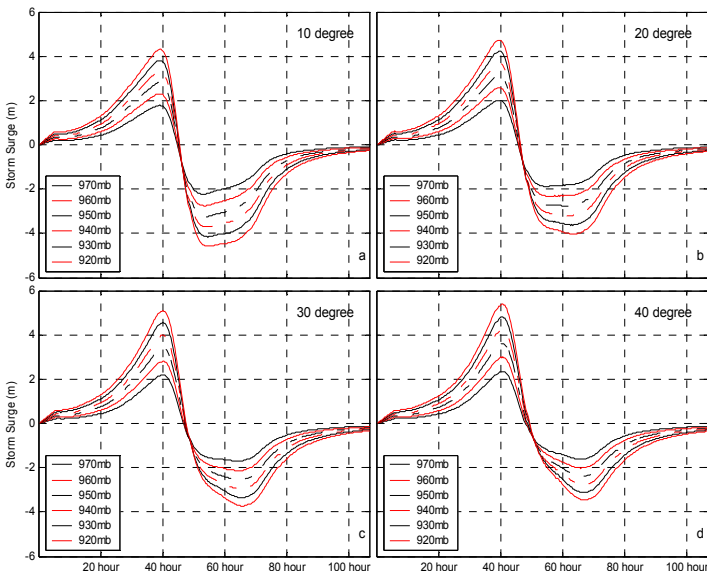 6
10 degree
20 degree
4
2
0
-2
-4
-6
Storm Surge (m)
970mb
960mb
950mb
940mb
930mb
920mb
a
970mb
960mb
950mb
940mb
930mb
920mb
b
6
30 degree
40 degree
4
2
0
-2
-4
-6
Storm Surge (m)
970mb
960mb
950mb
940mb
930mb
920mb
c
970mb
960mb
950mb
940mb
930mb
920mb
d
20 hour 40 hour 60 hour 80 hour 100 hour
20 hour 40 hour 60 hour 80 hour 100 hour